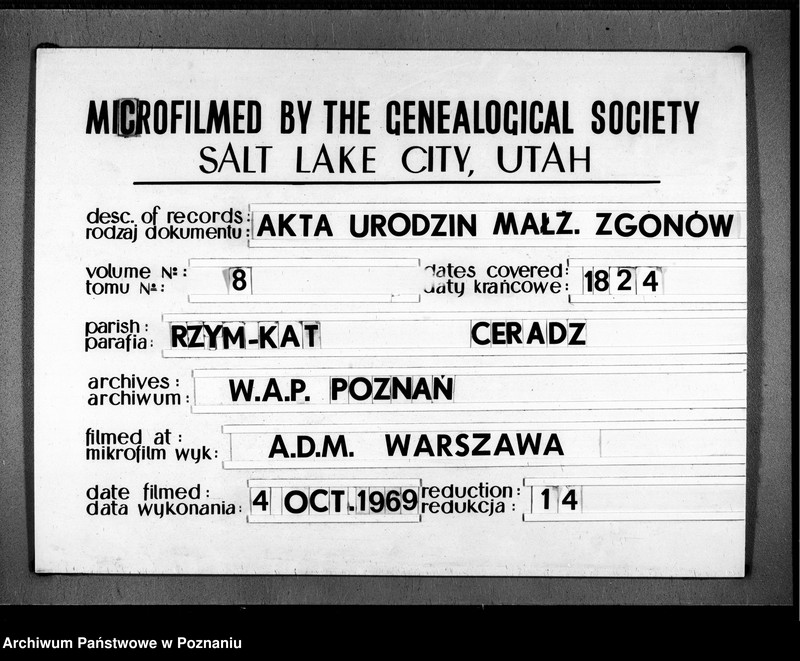 MICROFILMED BY THE GENEALOGICAL SOCIETY
SALT LAKE CITY, UTAH
desc. of records:
rodzaj dokumentu: AKTA URODZIN MAŁŻ. ZGONÓW
volume №: 8 dates covered: 1824
tomu №: daty krańcowe:
parish:
parafia: RZYM-KAT CERADZ
archives:
archiwum: W.A.P. POZNAŃ
filmed at:
mikrofilm wyk: A.D.M. WARSZAWA
date filmed: 4 OCT. 1969 reduction: 14
data wykonania: redukcja:
Archiwum Państwowe w Poznaniu